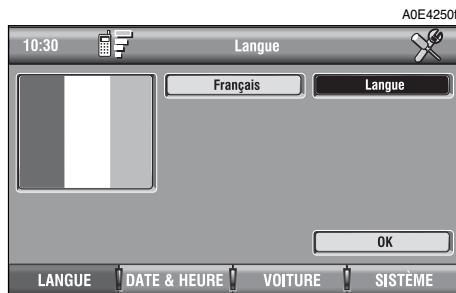 A0E4250f
10:30 Langue
Français Langue
OK
LANGUE DATE & HEURE VOITURE SISTÈME